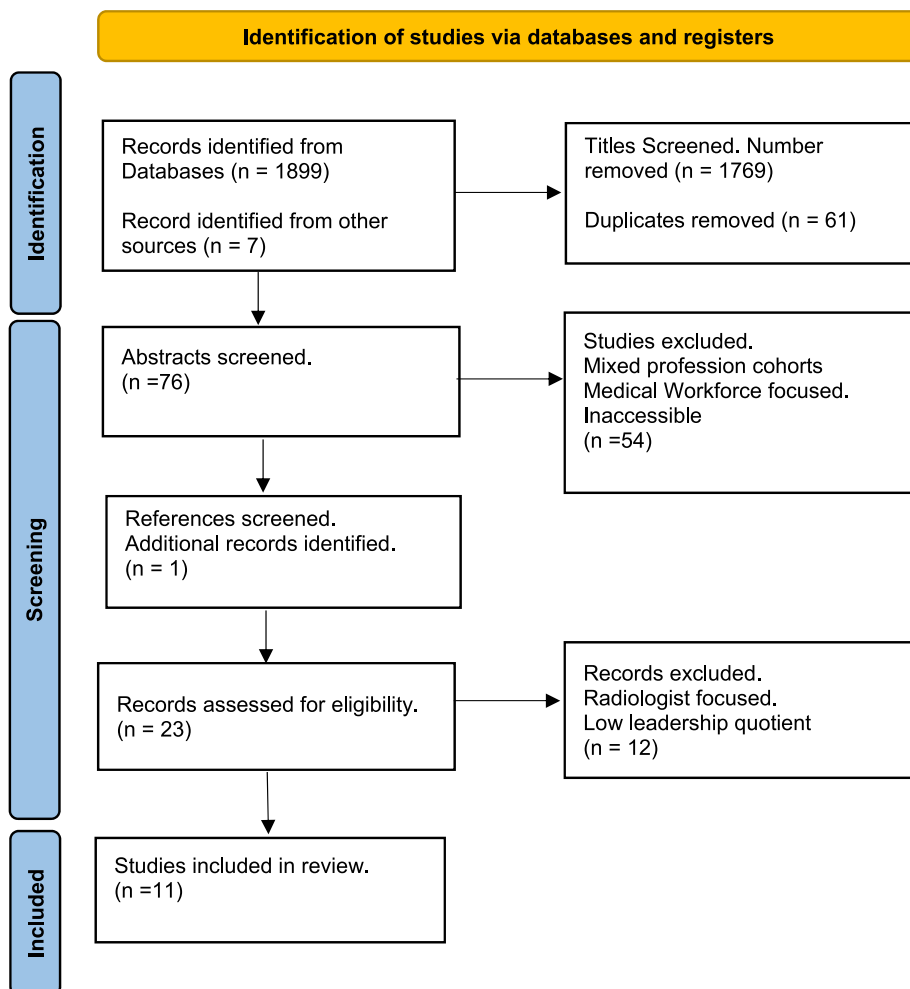 Identification of studies via databases and registers
Identification
Records identified from
Databases (n = 1899)
Record identified from other
sources (n = 7)
Titles Screened. Number
removed (n = 1769)
Duplicates removed (n = 61)
Screening
Abstracts screened.
(n =76)
Studies excluded.
Mixed profession cohorts
Medical Workforce focused.
Inaccessible
(n =54)
References screened.
Additional records identified.
(n = 1)
Records assessed for eligibility.
(n = 23)
Records excluded.
Radiologist focused.
Low leadership quotient
(n = 12)
Included
Studies included in review.
(n =11)